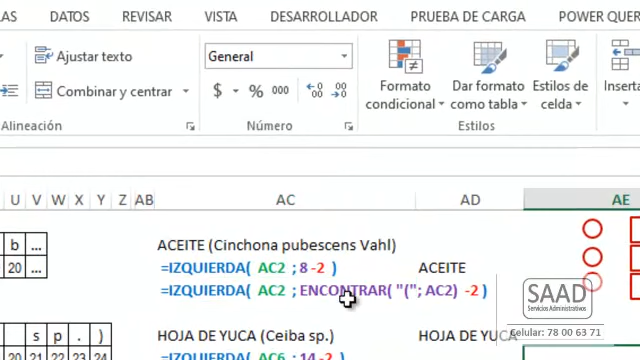 LAS DATOS REVISAR VISTA DESARROLLADOR PRUEBA DE CARGA POWER QUER
Ajustar texto
General
Combinar y centrar
$ % 000
Formato condicional
Dar formato como tabla
Estilos de celda
Inserta
Alineación Número Estilos
U V W X Y Z AB AC AD AE
b ... ACEITE (Cinchona pubescens Vahl)
20 ... =IZQUIERDA( AC2 ; 8 -2 ) ACEITE
=IZQUIERDA( AC2 ; ENCONTRAR( "("; AC2) -2 )
SAAD
Servicios Administrativos
Celular: 78 00 63 71
s p . ) HOJA DE YUCA (Ceiba sp.) HOJA DE YUCA
21 22 23 24 =IZQUIERDA( AC6 ; 14 -2 )